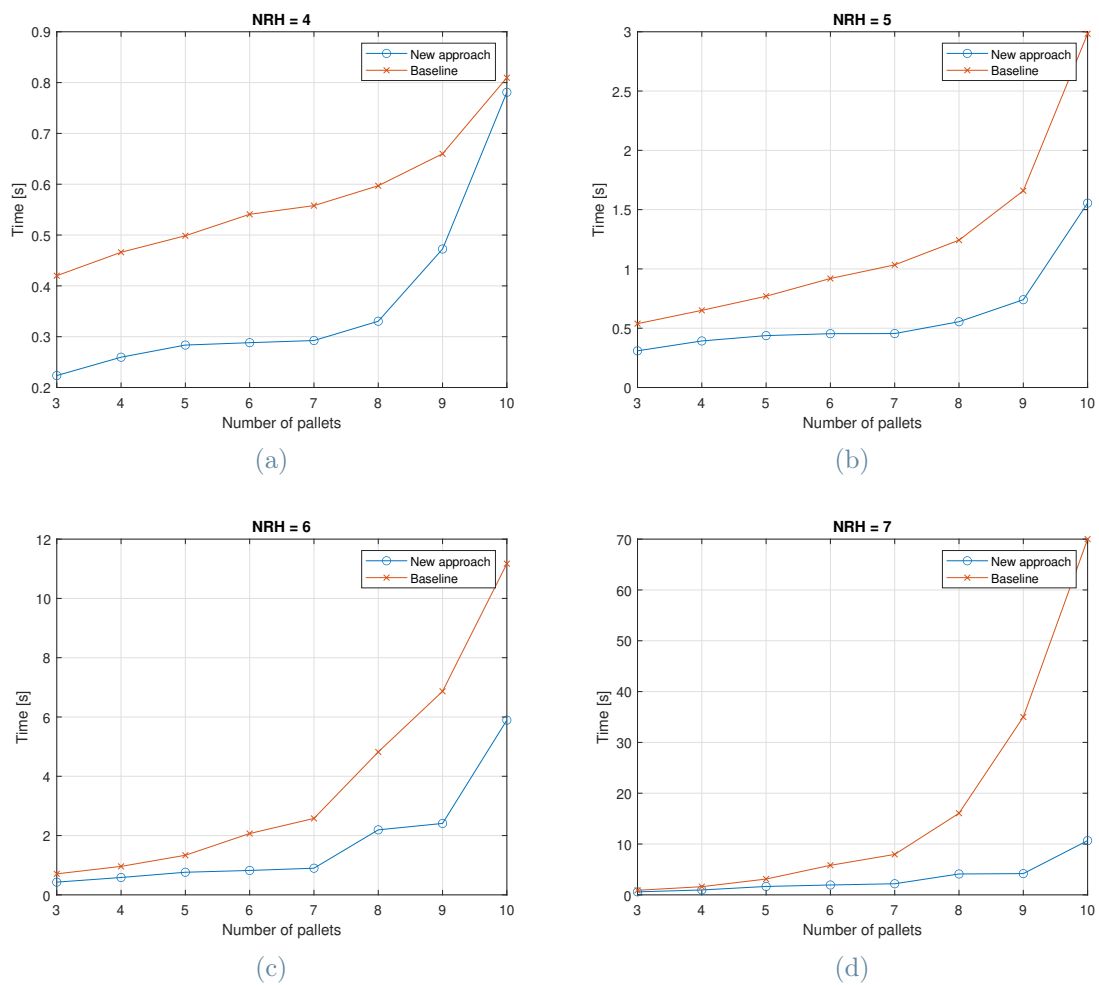 NRH = 4
New approach
Baseline
0.9
0.8
0.7
0.6
0.5
0.4
0.3
0.2
Time [s]
3 4 5 6 7 8 9 10
Number of pallets
(a)
NRH = 5
New approach
Baseline
3
2.5
2
1.5
1
0.5
0
Time [s]
3 4 5 6 7 8 9 10
Number of pallets
(b)
NRH = 6
New approach
Baseline
12
10
8
6
4
2
0
Time [s]
3 4 5 6 7 8 9 10
Number of pallets
(c)
NRH = 7
New approach
Baseline
70
60
50
40
30
20
10
0
Time [s]
3 4 5 6 7 8 9 10
Number of pallets
(d)